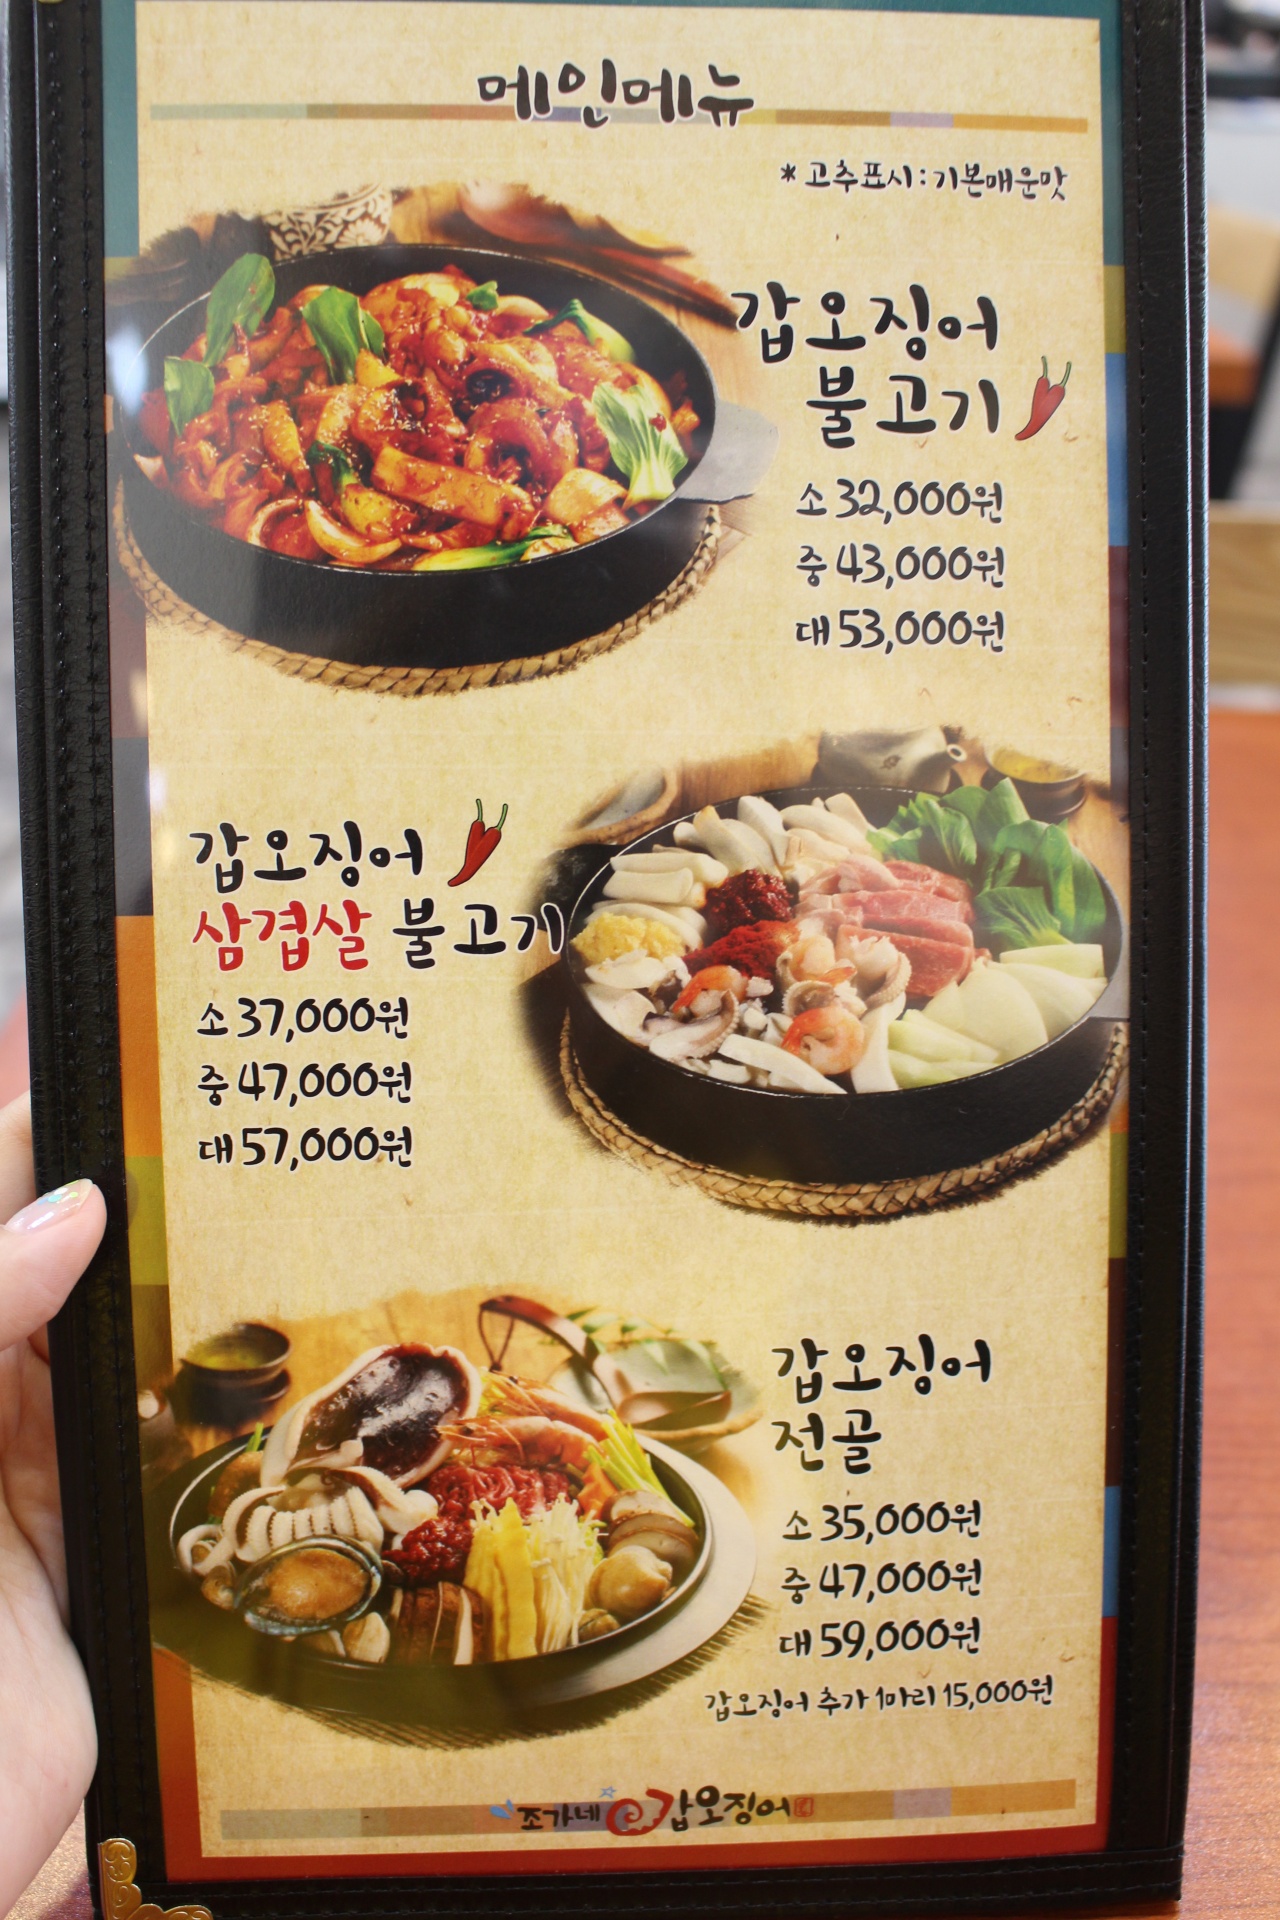 메인메뉴
* 고추표시 : 기본매운맛
갑오징어
불고기
소 32,000원
중 43,000원
대 53,000원
갑오징어
삼겹살 불고기
소 37,000원
중 47,000원
대 57,000원
갑오징어
전골
소 35,000원
중 47,000원
대 59,000원
갑오징어 추가 1마리 15,000원
조가네 갑오징어